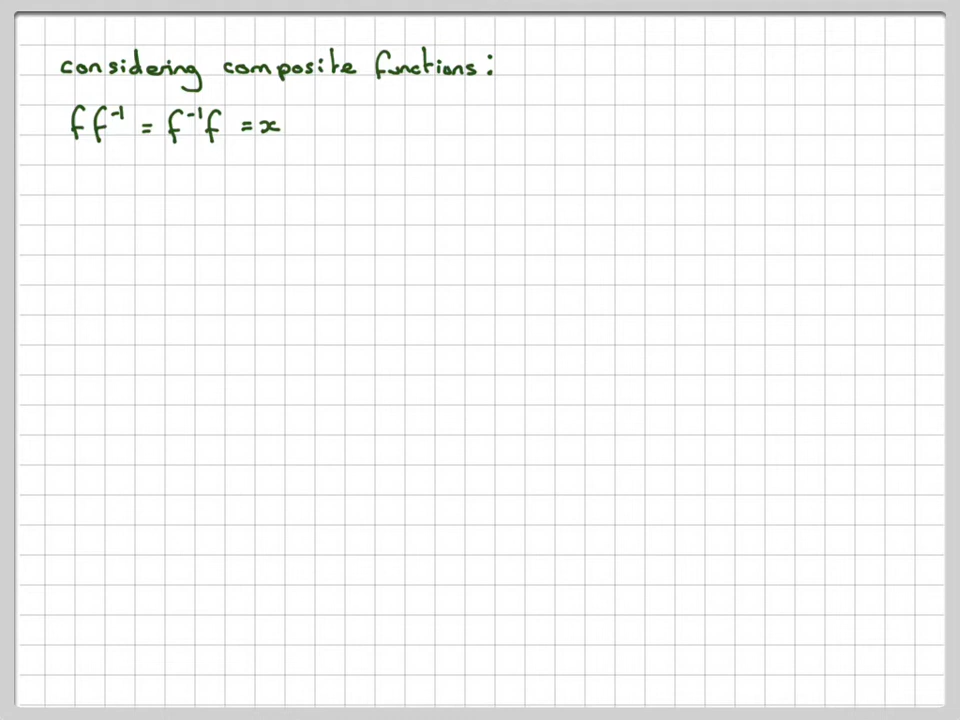 considering composite functions:
ff⁻¹ = f⁻¹f = x